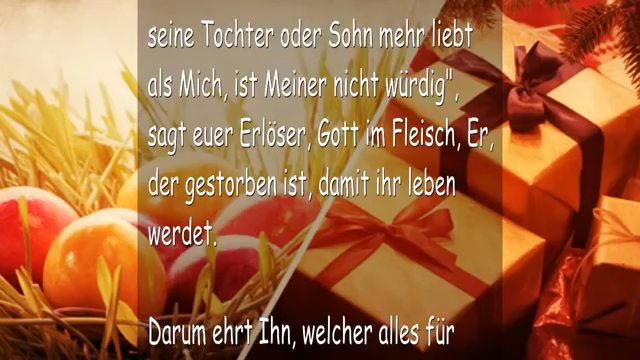 seine Tochter oder Sohn mehr liebt
als Mich, ist Meiner nicht würdig",
sagt euer Erlöser, Gott im Fleisch, Er,
der gestorben ist, damit ihr leben
werdet.
Darum ehrt Ihn, welcher alles für